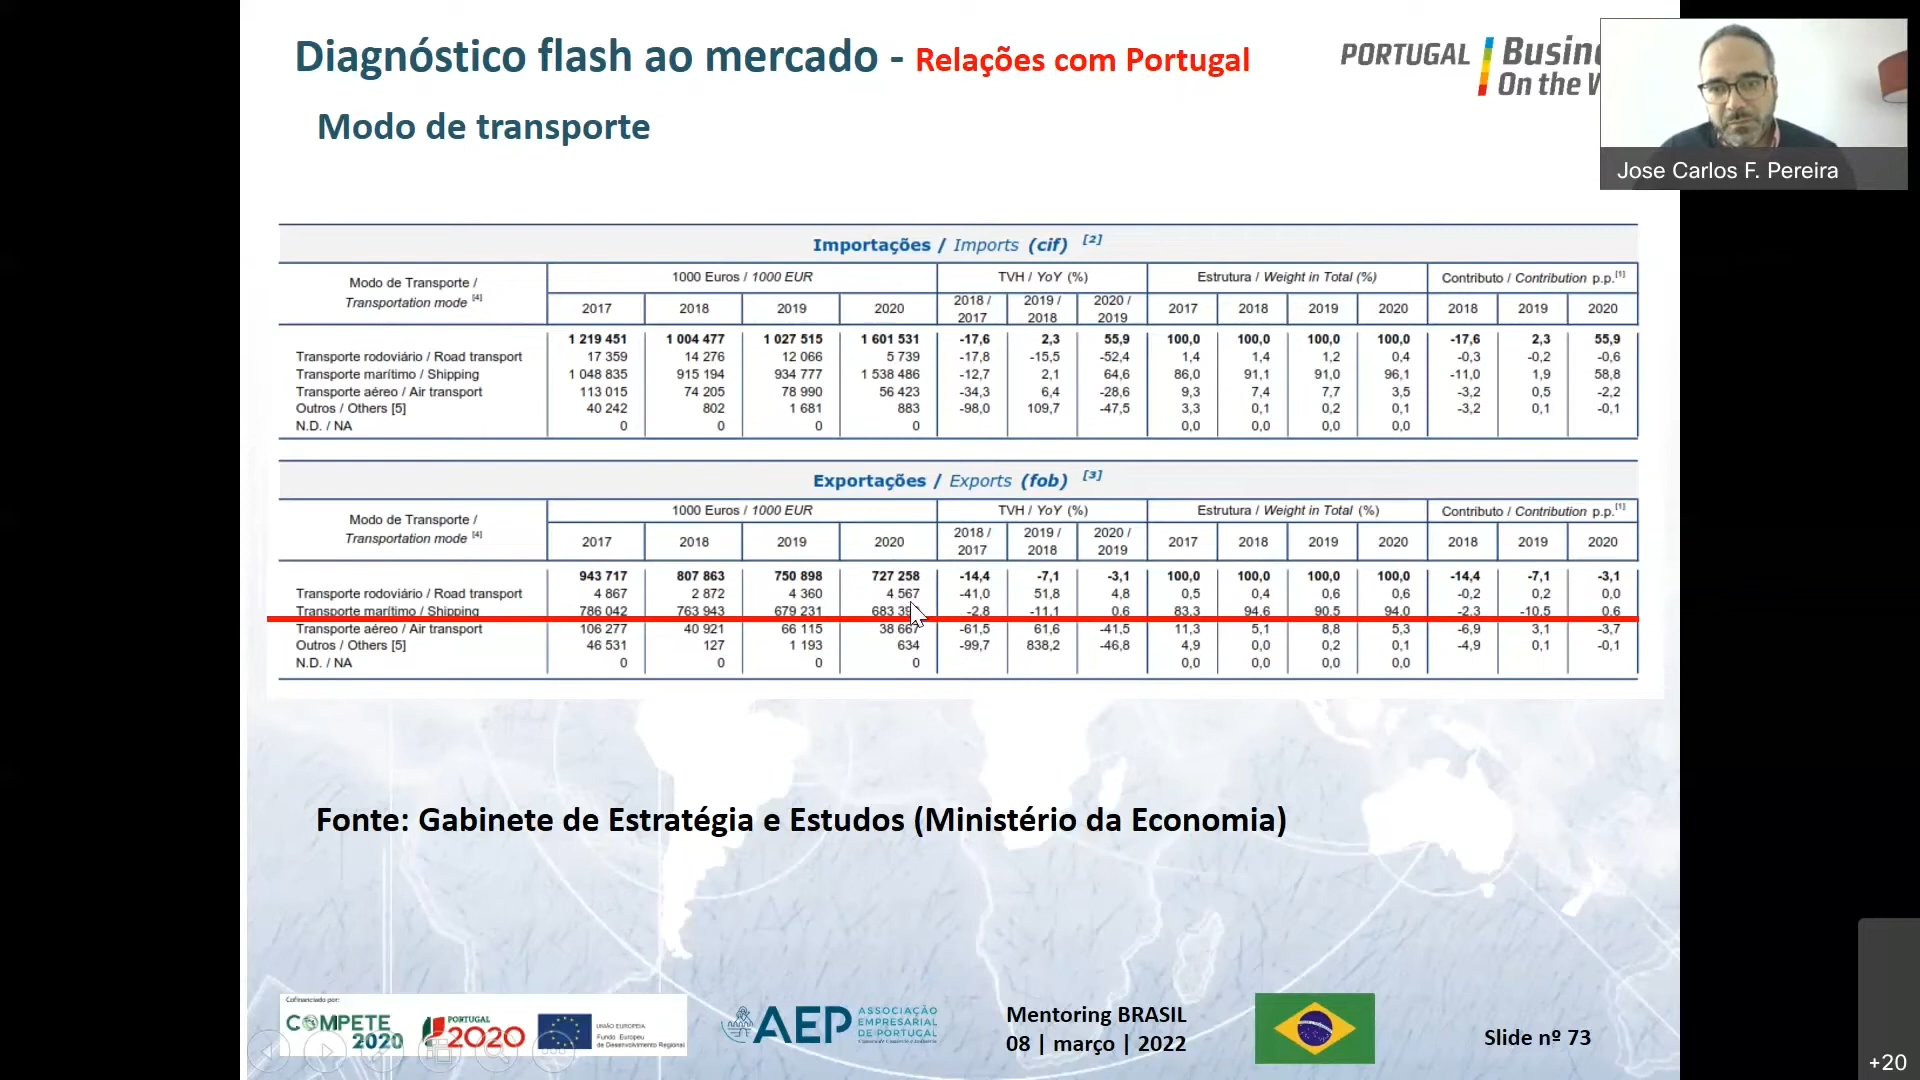 Diagnóstico flash ao mercado - Relações com Portugal
PORTUGAL Busin
On the
Modo de transporte
Jose Carlos F. Pereira
Importações / Imports (cif) [2]
Modo de Transporte / Transportation mode [4] 1000 Euros / 1000 EUR TVH / YoY (%) Estrutura / Weight in Total (%) Contributo / Contribution p.p.[1]
2017 2018 2019 2020 2018 / 2017 2019 / 2018 2020 / 2019 2017 2018 2019 2020 2018 2019 2020
1 219 451 1 004 477 1 027 515 1 601 531 -17,6 2,3 55,9 100,0 100,0 100,0 100,0 -17,6 2,3 55,9
Transporte rodoviário / Road transport 17 359 14 276 12 066 5 739 -17,8 -15,5 -52,4 1,4 1,4 1,2 0,4 -0,3 -0,2 -0,6
Transporte marítimo / Shipping 1 048 835 915 194 934 777 1 538 486 -12,7 2,1 64,6 86,0 91,1 91,0 96,1 -11,0 1,9 58,8
Transporte aéreo / Air transport 113 015 74 205 78 990 56 423 -34,3 6,4 -28,6 9,3 7,4 7,7 3,5 -3,2 0,5 -2,2
Outros / Others [5] 40 242 802 1 681 883 -98,0 109,7 -47,5 3,3 0,1 0,2 0,1 -3,2 0,1 -0,1
N.D. / NA 0 0 0 0 0,0 0,0 0,0 0,0
Exportações / Exports (fob) [3]
Modo de Transporte / Transportation mode [4] 1000 Euros / 1000 EUR TVH / YoY (%) Estrutura / Weight in Total (%) Contributo / Contribution p.p.[1]
2017 2018 2019 2020 2018 / 2017 2019 / 2018 2020 / 2019 2017 2018 2019 2020 2018 2019 2020
943 717 807 863 750 898 727 258 -14,4 -7,1 -3,1 100,0 100,0 100,0 100,0 -14,4 -7,1 -3,1
Transporte rodoviário / Road transport 4 867 2 872 4 360 4 567 -41,0 51,8 4,8 0,5 0,4 0,6 0,6 -0,2 0,2 0,0
Transporte marítimo / Shipping 786 042 763 943 679 231 683 -2,8 -11,1 0,6 83,3 94,6 90,5 94,0 -2,3 -10,5 0,6
Transporte aéreo / Air transport 106 277 40 921 66 115 38 667 -61,5 61,6 -41,5 11,3 5,1 8,8 5,3 -6,9 3,1 -3,7
Outros / Others [5] 46 531 127 1 193 634 -99,7 838,2 -46,8 4,9 0,0 0,2 0,1 -4,9 0,1 -0,1
N.D. / NA 0 0 0 0 0,0 0,0 0,0 0,0
Fonte: Gabinete de Estratégia e Estudos (Ministério da Economia)
Cofinanciado por:
COMPETE 2020
PORTUGAL 2020
UNIÃO EUROPEIA
Fundo Europeu
de Desenvolvimento Regional
AEP ASSOCIAÇÃO EMPRESARIAL DE PORTUGAL
Mentoring BRASIL
08 | março | 2022
Slide nº 73
+20